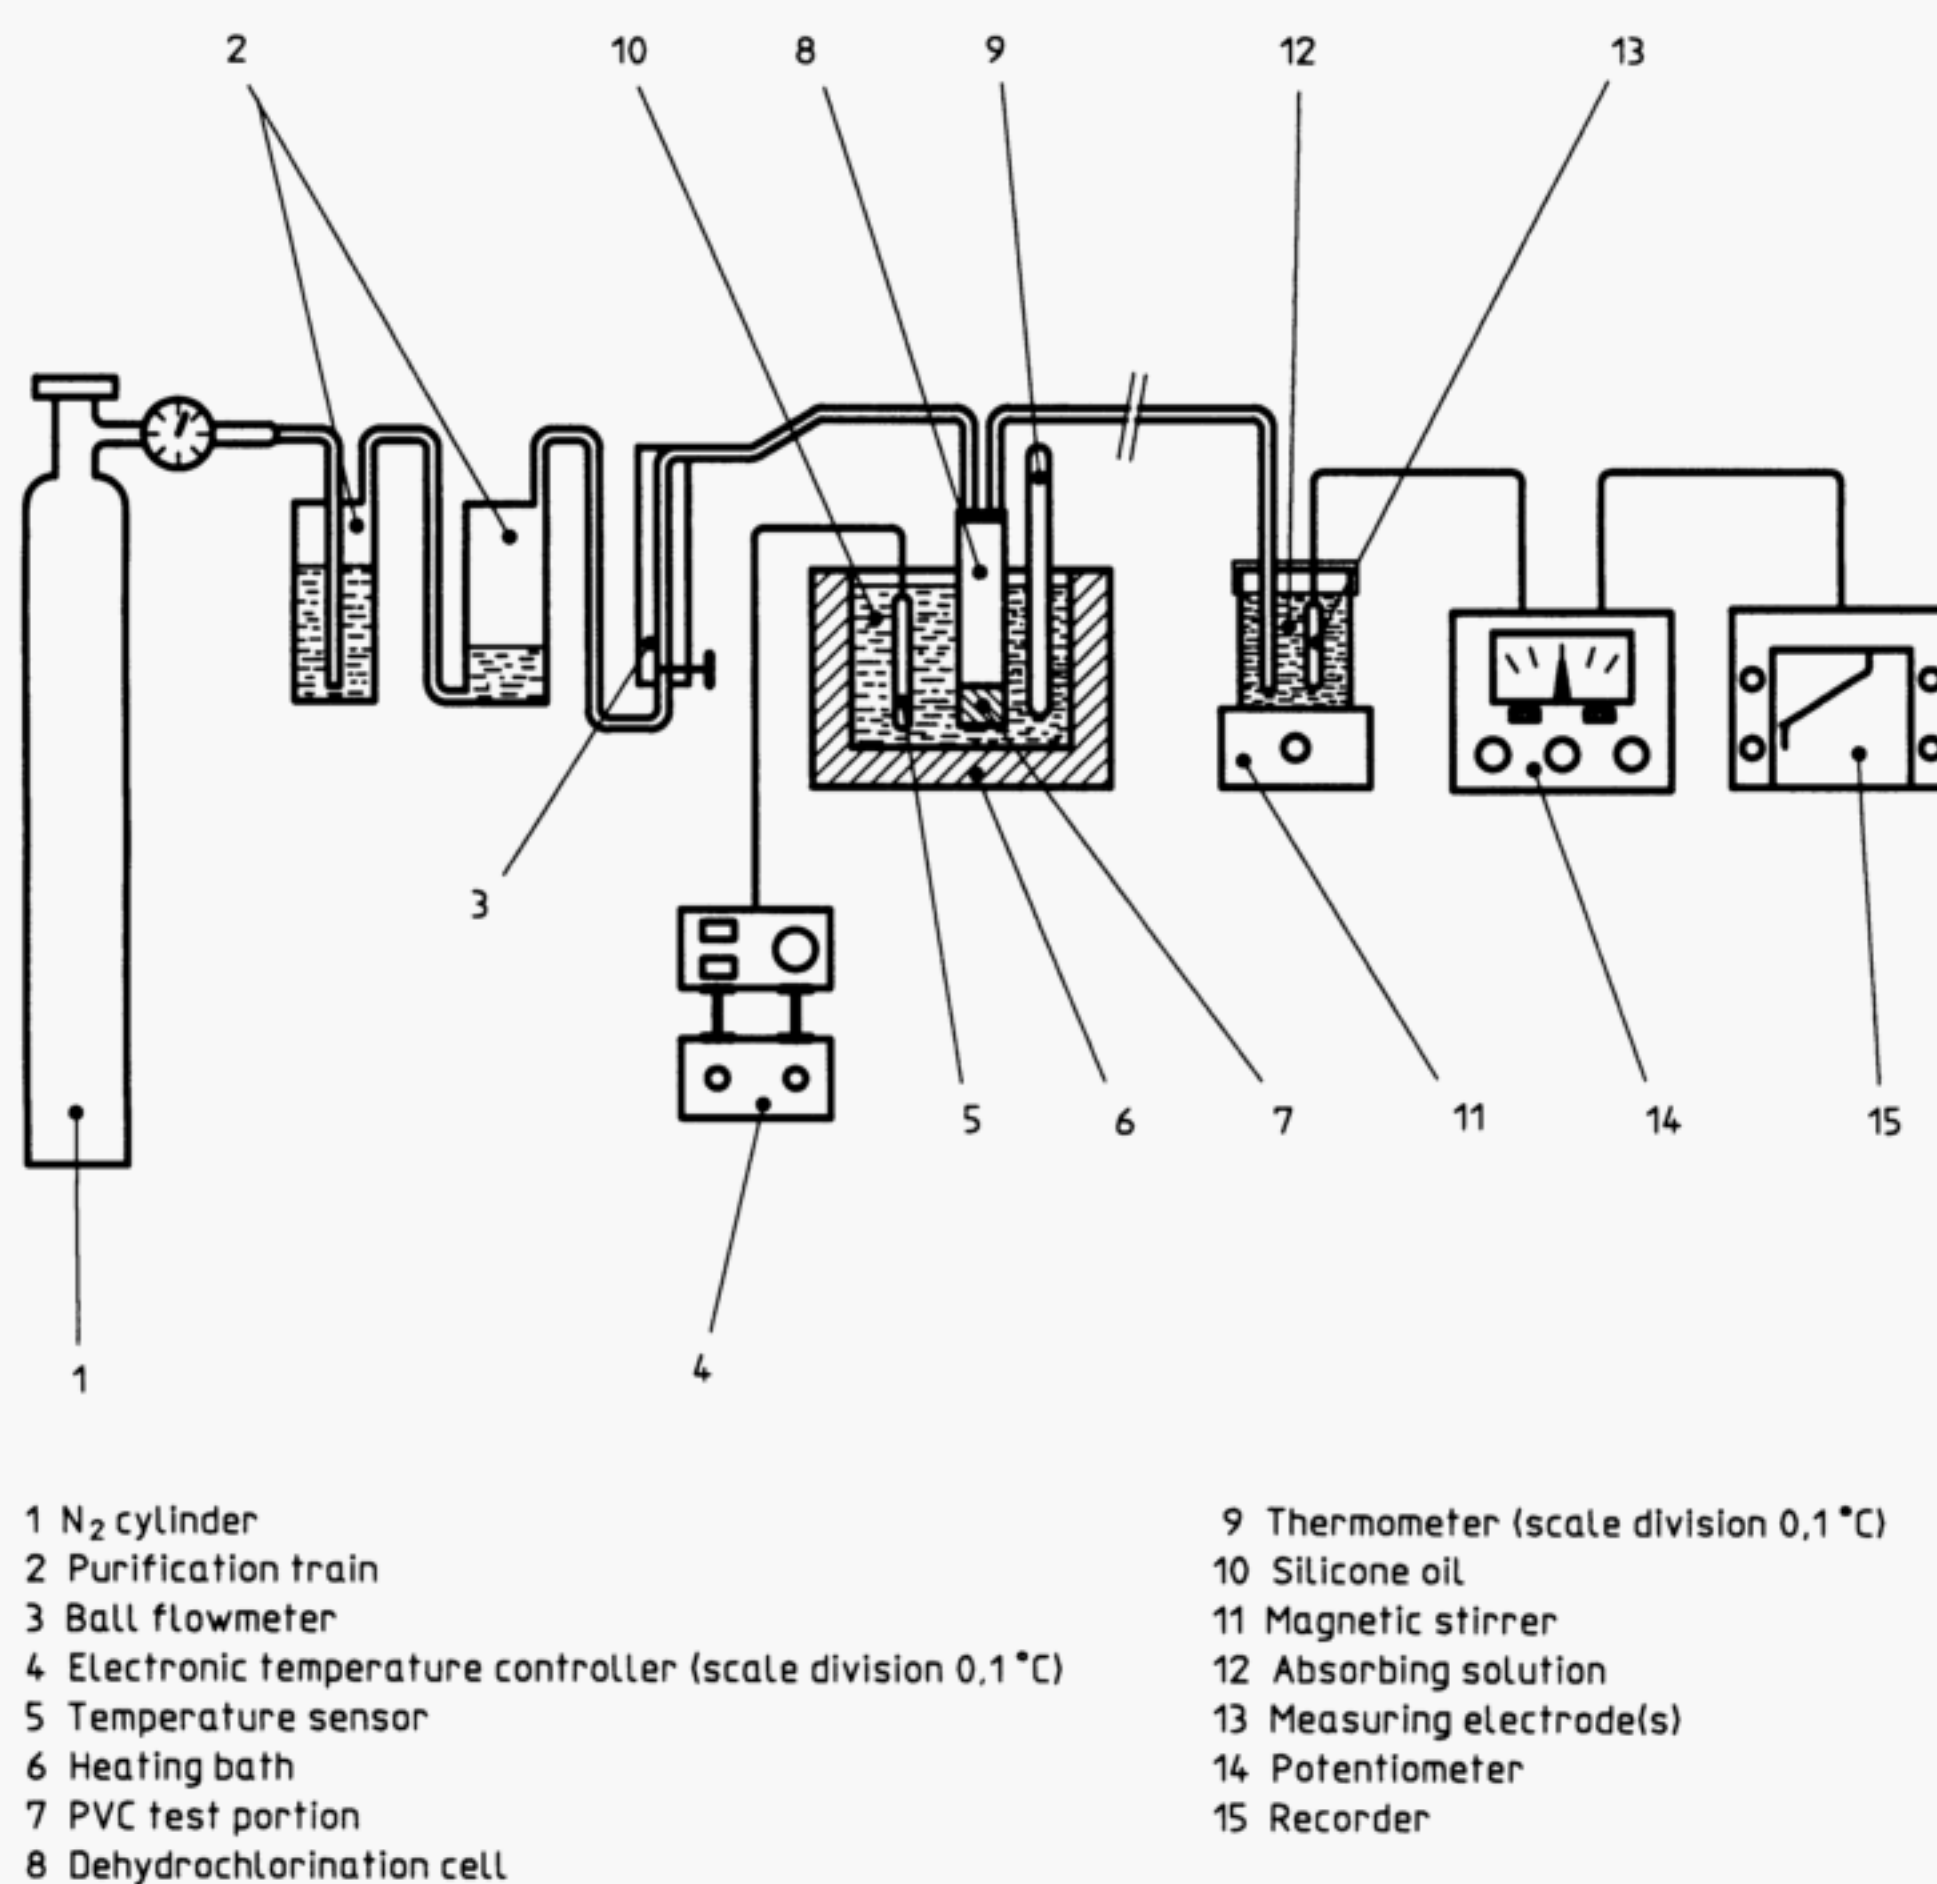 2 10 8 9 12 13
3
5 6 7 11 14 15
1
4
1 N₂ cylinder
2 Purification train
3 Ball flowmeter
4 Electronic temperature controller (scale division 0,1 °C)
5 Temperature sensor
6 Heating bath
7 PVC test portion
8 Dehydrochlorination cell
9 Thermometer (scale division 0,1 °C)
10 Silicone oil
11 Magnetic stirrer
12 Absorbing solution
13 Measuring electrode(s)
14 Potentiometer
15 Recorder